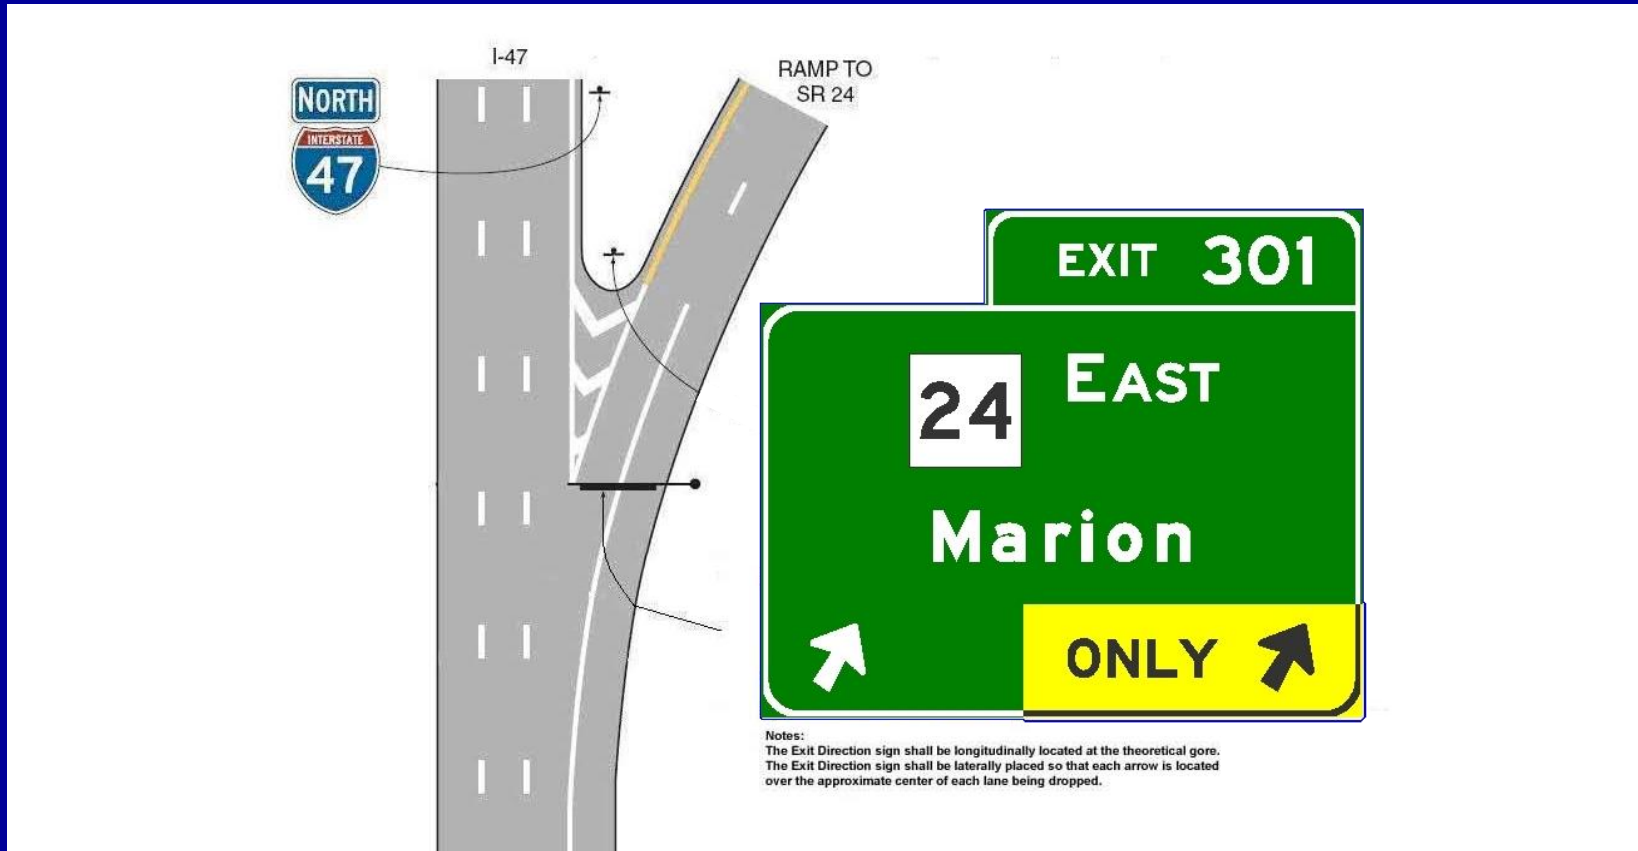 I-47
RAMP TO
SR 24
NORTH
INTERSTATE
47
EXIT 301
24 EAST
Marion
ONLY
Notes:
The Exit Direction sign shall be longitudinally located at the theoretical gore.
The Exit Direction sign shall be laterally placed so that each arrow is located
over the approximate center of each lane being dropped.